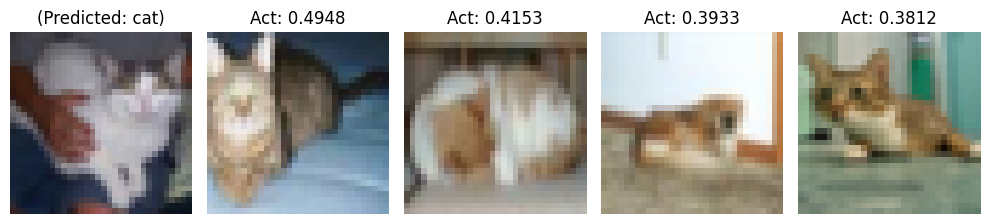 (Predicted: cat)
Act: 0.4948
Act: 0.4153
Act: 0.3933
Act: 0.3812